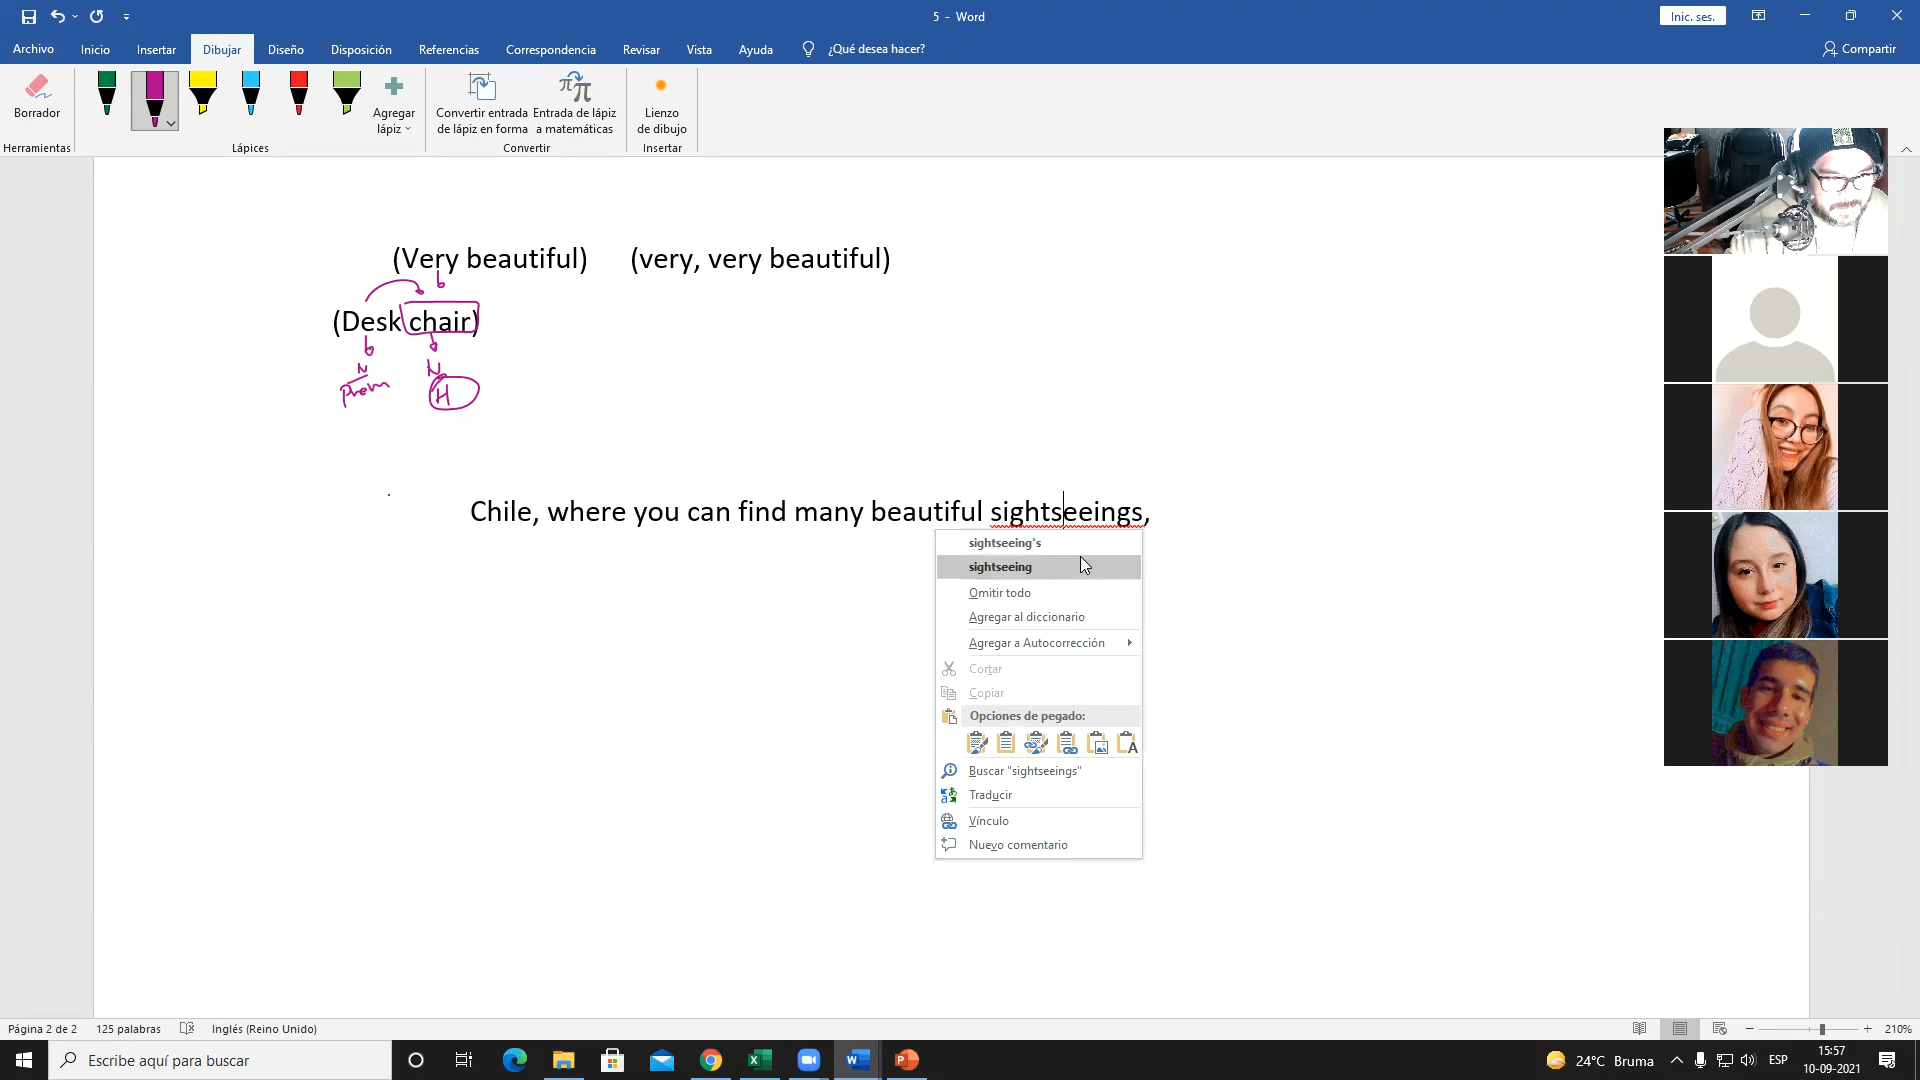 5 - Word
Inic. ses.
Archivo Inicio Insertar Dibujar Diseño Disposición Referencias Correspondencia Revisar Vista Ayuda ¿Qué desea hacer? Compartir
Borrador
Agregar lápiz
Convertir entrada de lápiz en forma
Entrada de lápiz a matemáticas
Lienzo de dibujo
Herramientas Lápices Convertir Insertar
(Very beautiful) (very, very beautiful)
(Desk chair)
N N
Prem H
Chile, where you can find many beautiful sightseeings,
sightseeing's
sightseeing
Omitir todo
Agregar al diccionario
Agregar a Autocorrección
Cortar
Copiar
Opciones de pegado:
Buscar "sightseeings"
Traducir
Vínculo
Nuevo comentario
Página 2 de 2 125 palabras Inglés (Reino Unido) 210%
Escribe aquí para buscar 24°C Bruma ESP 15:57
10-09-2021